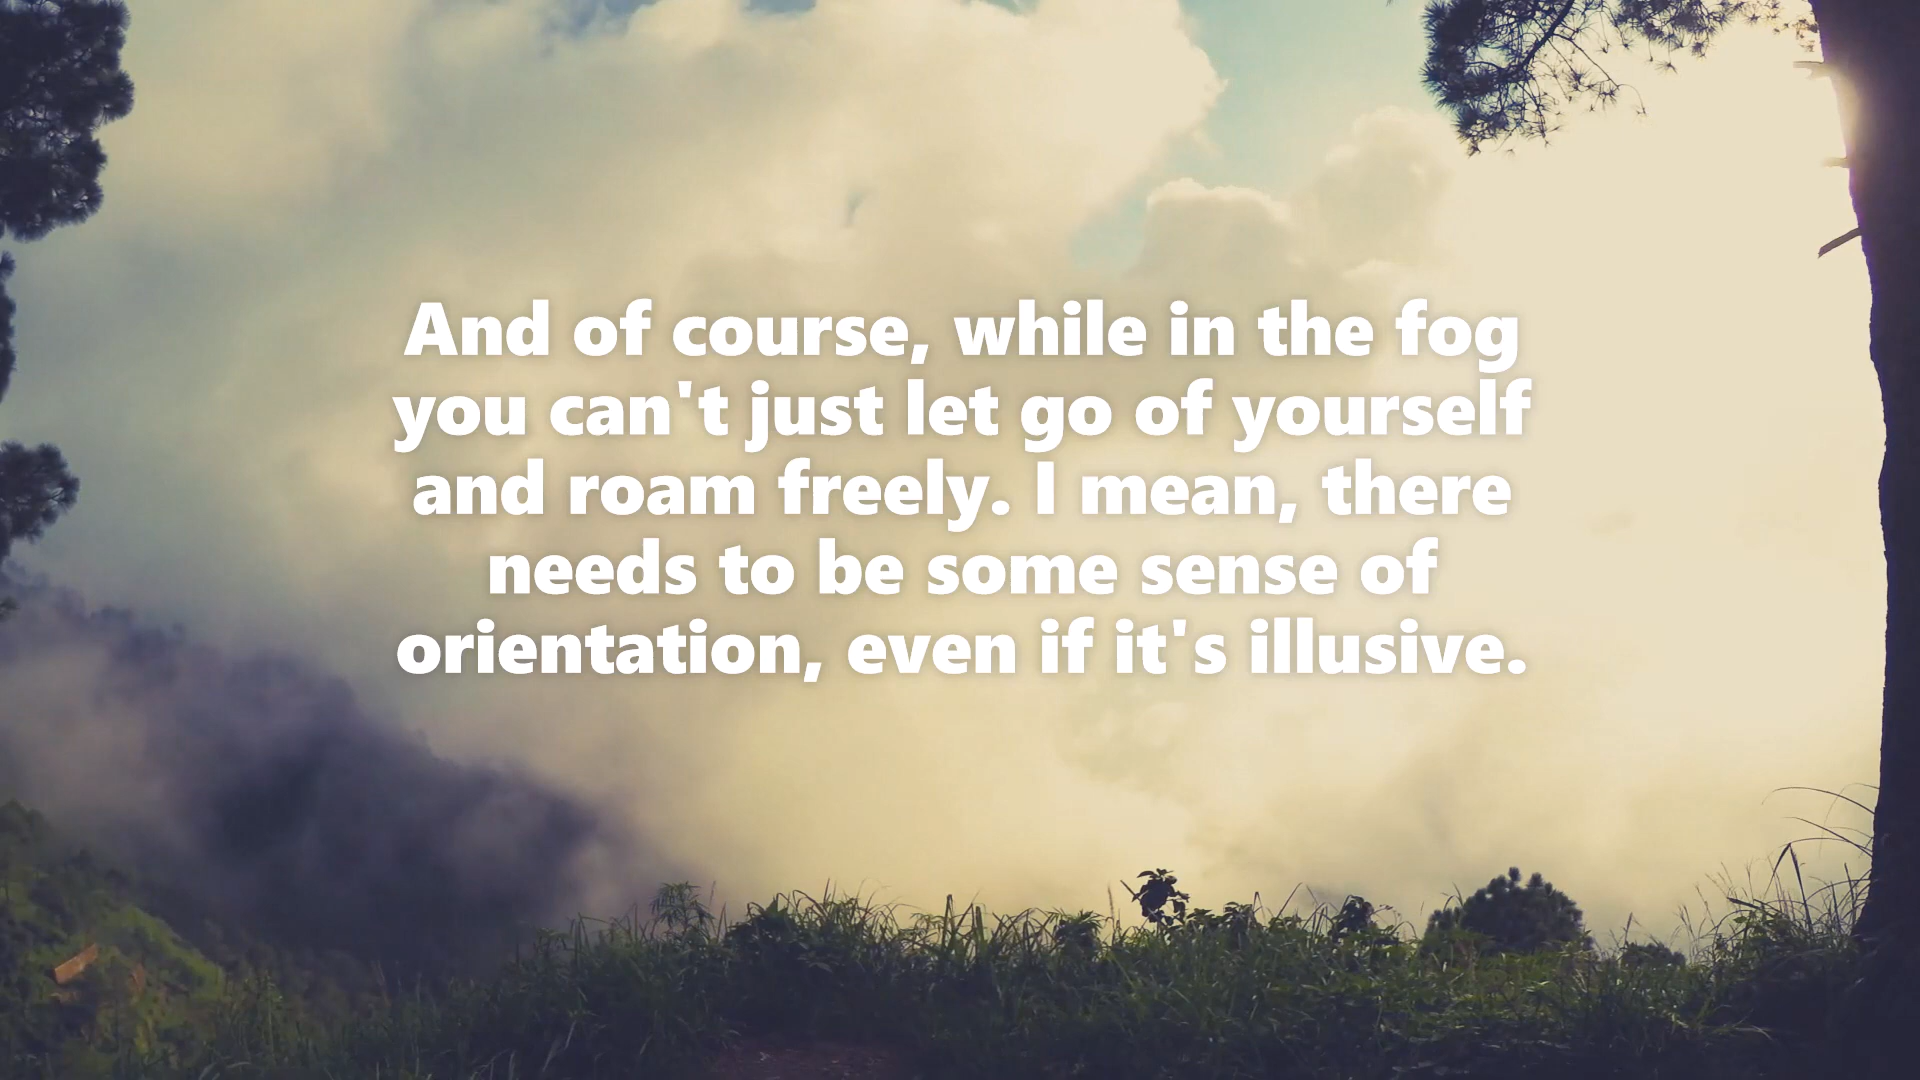 And of course, while in the fog
you can't just let go of yourself
and roam freely. I mean, there
needs to be some sense of
orientation, even if it's illusive.